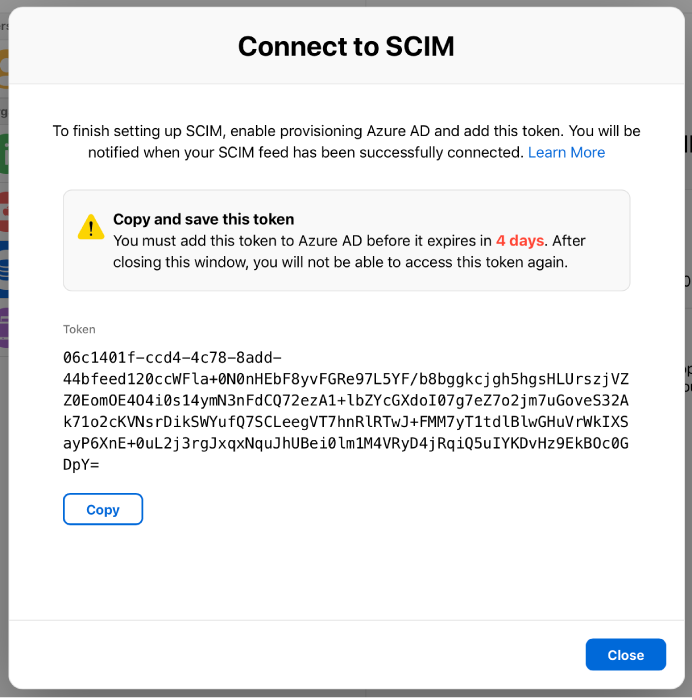 Connect to SCIM
To finish setting up SCIM, enable provisioning Azure AD and add this token. You will be
notified when your SCIM feed has been successfully connected. Learn More
Copy and save this token
You must add this token to Azure AD before it expires in 4 days. After
closing this window, you will not be able to access this token again.
Token
06c1401f-ccd4-4c78-8add-
44bfeed120ccWFla+0N0nHEbF8yvFGRe97L5YF/b8bggkcjgh5hgsHLUrszjVZ
Z0EomOE4O4i0s14ymN3nFdCQ72ezA1+lbZYcGXdoI07g7eZ7o2jm7uGoveS32A
k71o2cKVNsrDikSWYufQ7SCLeegVT7hnRlRTwJ+FMM7yT1tdlBlwGHuVrWkIXS
ayP6XnE+0uL2j3rgJxqxNquJhUBei0lm1M4VRyD4jRqiQ5uIYKDvHz9EkBOc0G
DpY=
Copy
Close